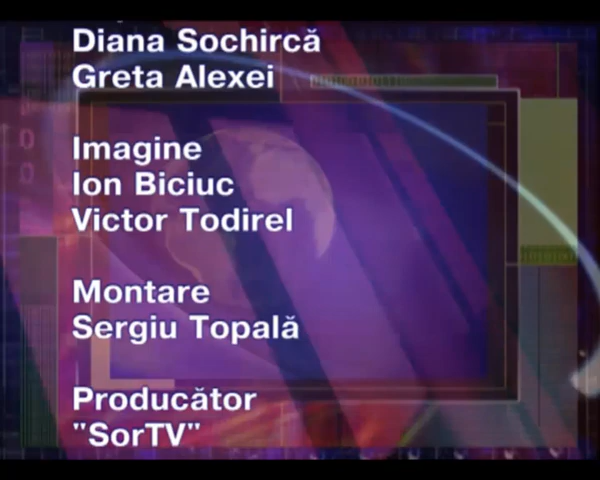 Diana Sochircă
Greta Alexei
Imagine
Ion Biciuc
Victor Todirel
Montare
Sergiu Topală
Producător
"SorTV"